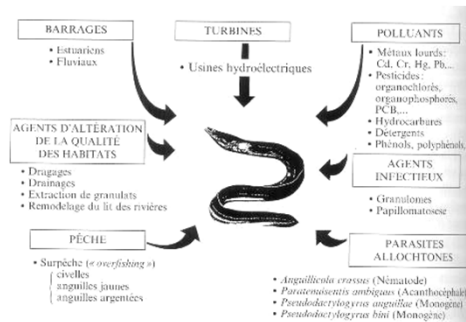 BARRAGES
• Estuariens
• Fluviaux
TURBINES
• Usines hydroélectriques
POLLUANTS
• Métaux lourds:
Cd, Cr, Hg, Pb,...
• Pesticides:
organochlorés,
organophosphorés,
PCB,...
• Hydrocarbures
• Détergents
• Phénols, polyphénols,
AGENTS D'ALTÉRATION
DE LA QUALITÉ
DES HABITATS
• Dragages
• Drainages
• Extraction de granulats
• Remodelage du lit des rivières
AGENTS
INFECTIEUX
• Granulomes
• Papillomatose
PÊCHE
• Surpêche (« overfishing »)
civelles
anguilles jaunes
anguilles argentées
PARASITES
ALLOCHTONES
• Anguillicola crassus (Nématode)
• Paratenuisentis ambiguus (Acanthocéphale)
• Pseudodactylogyrus anguillae (Monogène)
• Pseudodactylogyrus bini (Monogène)